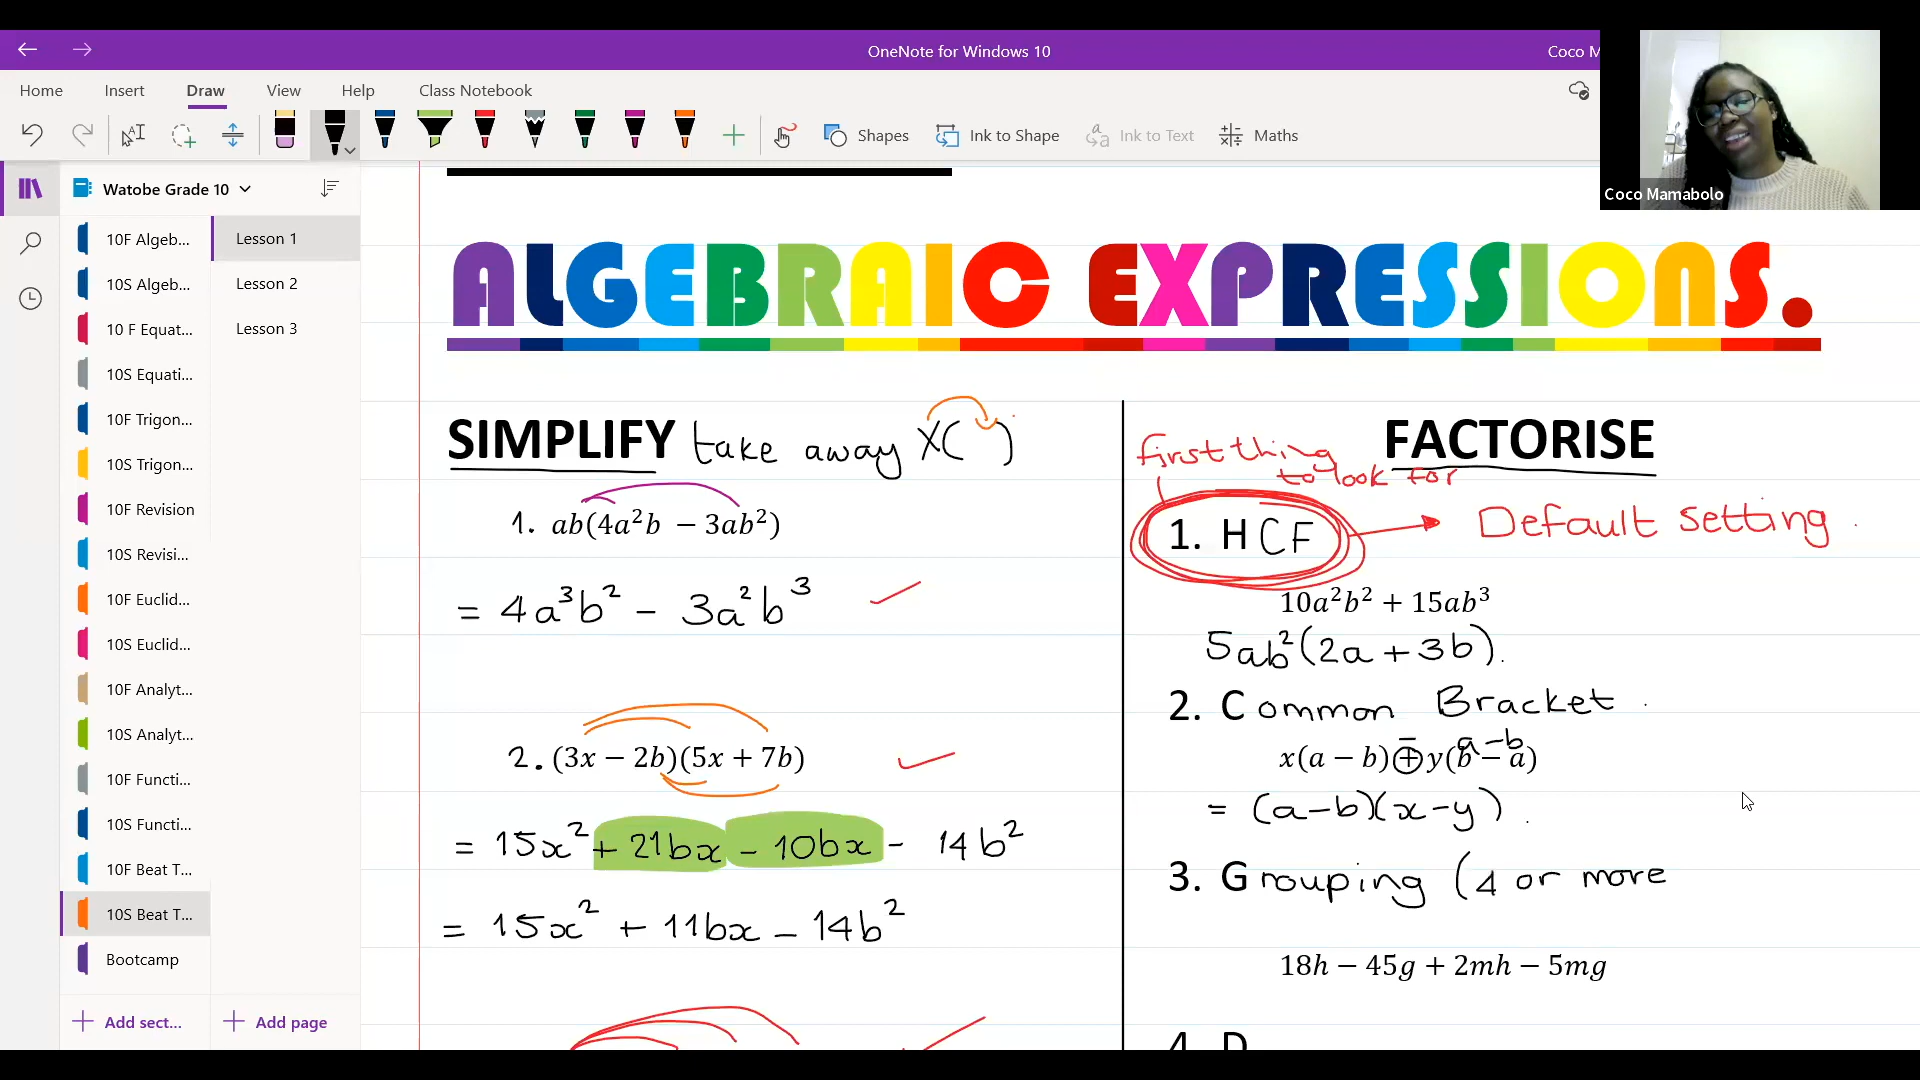 OneNote for Windows 10
Coco M
Home Insert Draw View Help Class Notebook
Shapes Ink to Shape Ink to Text Maths
Coco Mamabolo
Watobe Grade 10
10F Algeb...
10S Algeb...
10 F Equat...
10S Equati...
10F Trigon...
10S Trigon...
10F Revision
10S Revisi...
10F Euclid...
10S Euclid...
10F Analyt...
10S Analyt...
10F Functi...
10S Functi...
10F Beat T...
10S Beat T...
Bootcamp
Add sect...
Lesson 1
Lesson 2
Lesson 3
Add page
ALGEBRAIC EXPRESSIONS.
SIMPLIFY take away X( )
1. ab(4a²b − 3ab²)
= 4a³b² − 3a²b³
2. (3x − 2b)(5x + 7b)
= 15x² + 21bx − 10bx − 14b²
= 15x² + 11bx − 14b²
FACTORISE
first thing
to look for
1. HCF → Default setting
10a²b² + 15ab³
5ab²(2a + 3b).
2. Common Bracket
− a−b
x(a − b) + y(b − a)
= (a−b)(x−y).
3. Grouping (4 or more
18h − 45g + 2mh − 5mg
4. D